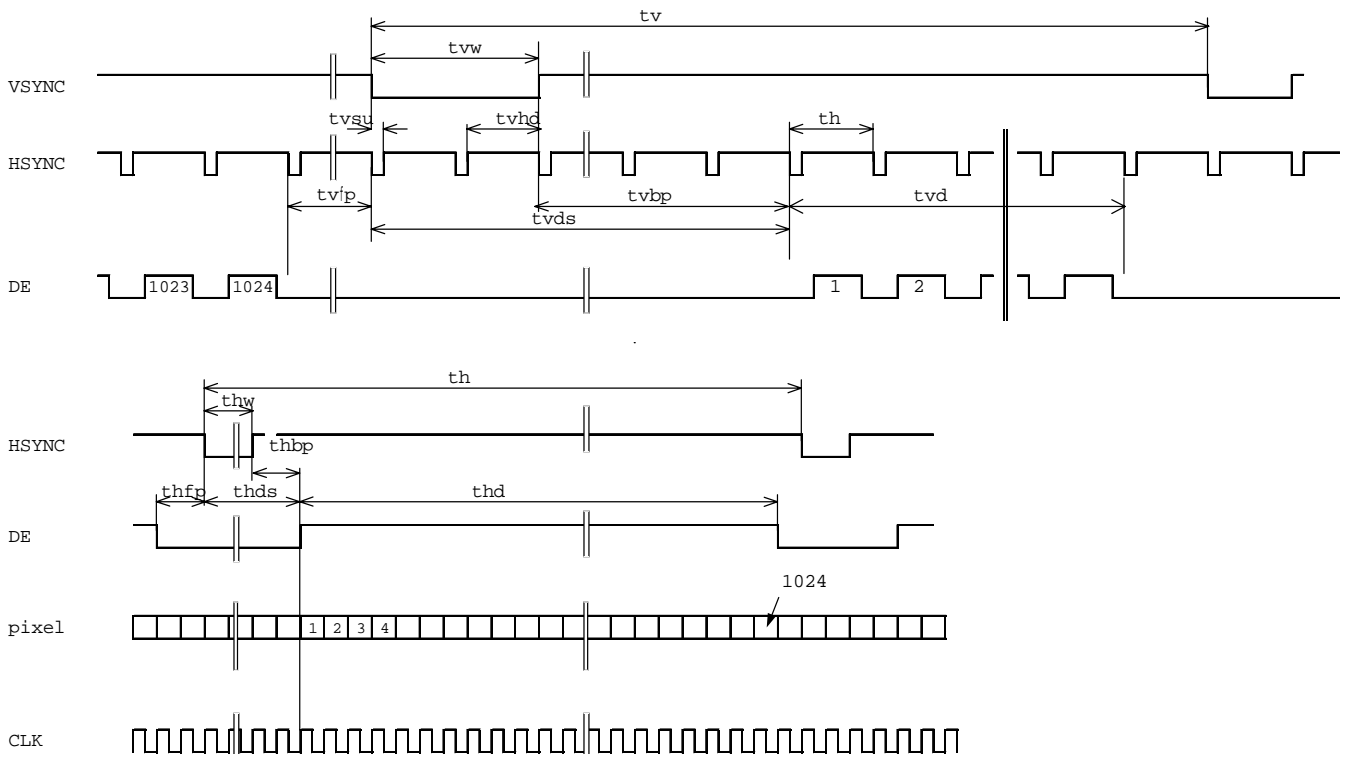 tv
tvw
VSYNC
tvsu
tvhd
th
HSYNC
tvfp
tvbp
tvd
tvds
DE
1023
1024
1
2
th
thw
HSYNC
thbp
thfp
thds
thd
DE
1024
pixel
1 2 3 4
CLK